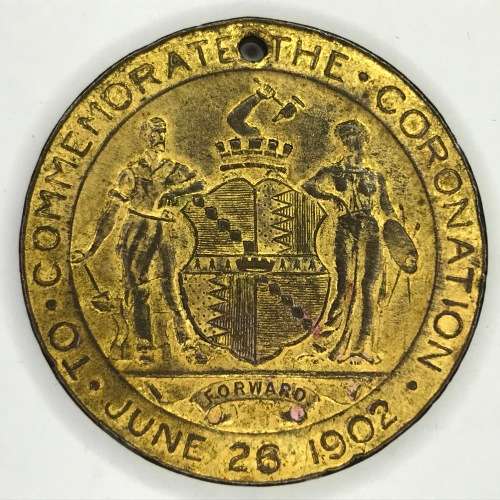 · TO · COMMEMORATE · THE · CORONATION ·
JUNE 26 1902
FORWARD